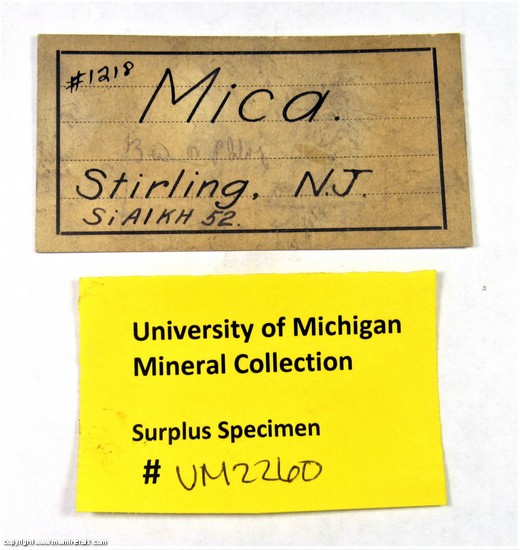 #1218
Mica.
Stirling, N.J.
SiAlKH 52.
University of Michigan
Mineral Collection
Surplus Specimen
# UM2260